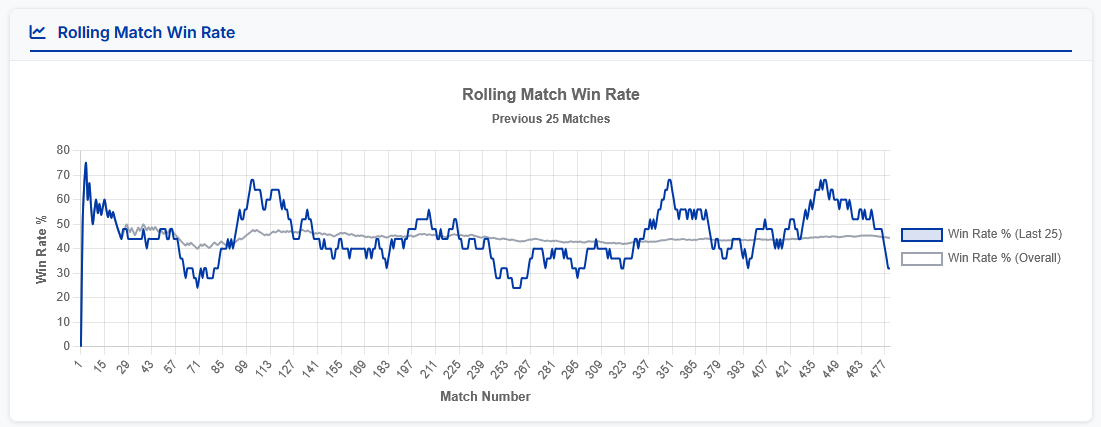 Rolling Match Win Rate
Rolling Match Win Rate
Previous 25 Matches
Win Rate %
80
70
60
50
40
30
20
10
0
1 15 29 43 57 71 85 99 113 127 141 155 169 183 197 211 225 239 253 267 281 295 309 323 337 351 365 379 393 407 421 435 449 463 477
Match Number
Win Rate % (Last 25)
Win Rate % (Overall)